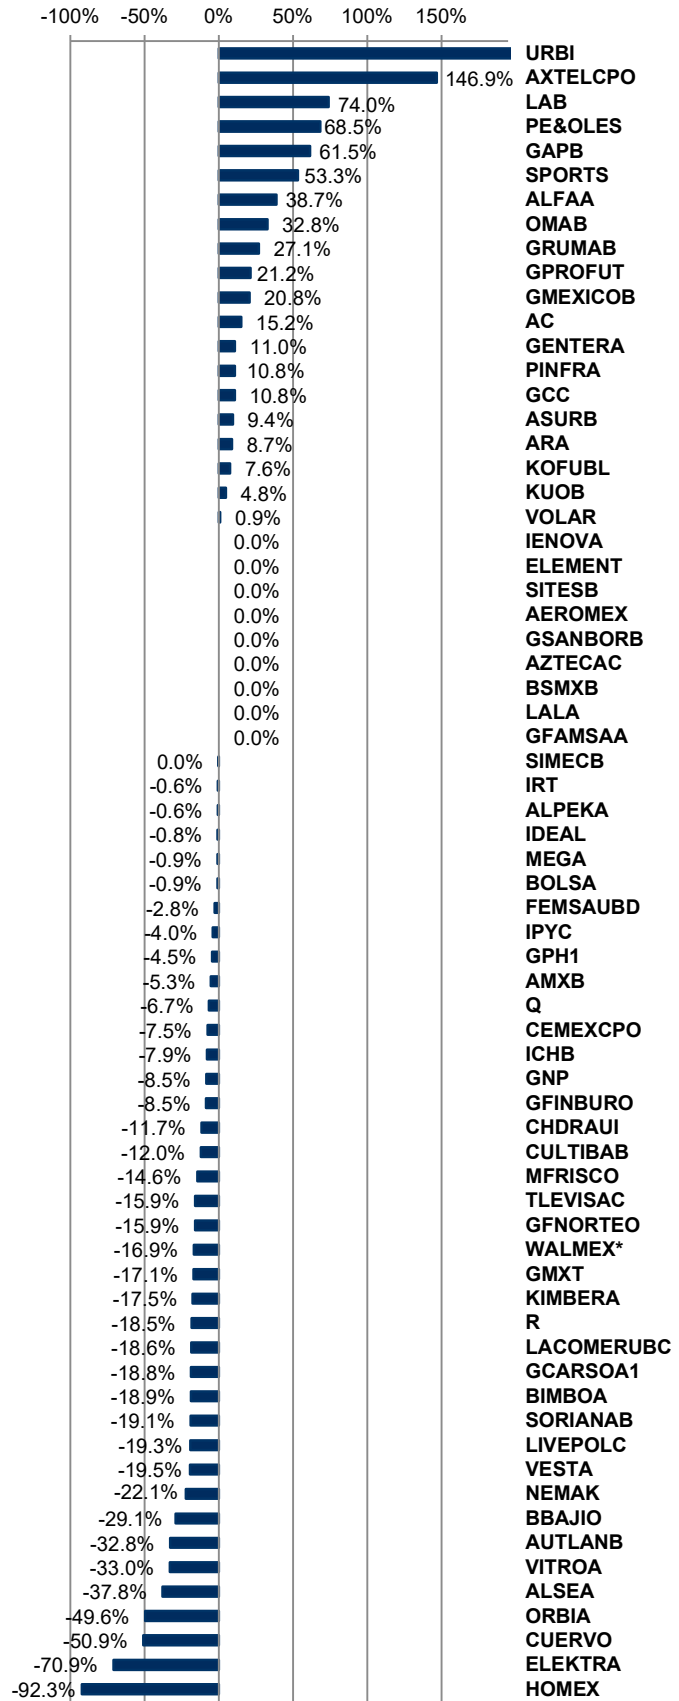 -100% -50% 0% 50% 100% 150%
URBI
146.9% AXTELCPO
74.0% LAB
68.5% PE&OLES
61.5% GAPB
53.3% SPORTS
38.7% ALFAA
32.8% OMAB
27.1% GRUMAB
21.2% GPROFUT
20.8% GMEXICOB
15.2% AC
11.0% GENTERA
10.8% PINFRA
10.8% GCC
9.4% ASURB
8.7% ARA
7.6% KOFUBL
4.8% KUOB
0.9% VOLAR
0.0% IENOVA
0.0% ELEMENT
0.0% SITESB
0.0% AEROMEX
0.0% GSANBORB
0.0% AZTECAC
0.0% BSMXB
0.0% LALA
0.0% GFAMSAA
0.0% SIMECB
-0.6% IRT
-0.6% ALPEKA
-0.8% IDEAL
-0.9% MEGA
-0.9% BOLSA
-2.8% FEMSAUBD
-4.0% IPYC
-4.5% GPH1
-5.3% AMXB
-6.7% Q
-7.5% CEMEXCPO
-7.9% ICHB
-8.5% GNP
-8.5% GFINBURO
-11.7% CHDRAUI
-12.0% CULTIBAB
-14.6% MFRISCO
-15.9% TLEVISAC
-15.9% GFNORTEO
-16.9% WALMEX*
-17.1% GMXT
-17.5% KIMBERA
-18.5% R
-18.6% LACOMERUBC
-18.8% GCARSOA1
-18.9% BIMBOA
-19.1% SORIANAB
-19.3% LIVEPOLC
-19.5% VESTA
-22.1% NEMAK
-29.1% BBAJIO
-32.8% AUTLANB
-33.0% VITROA
-37.8% ALSEA
-49.6% ORBIA
-50.9% CUERVO
-70.9% ELEKTRA
-92.3% HOMEX